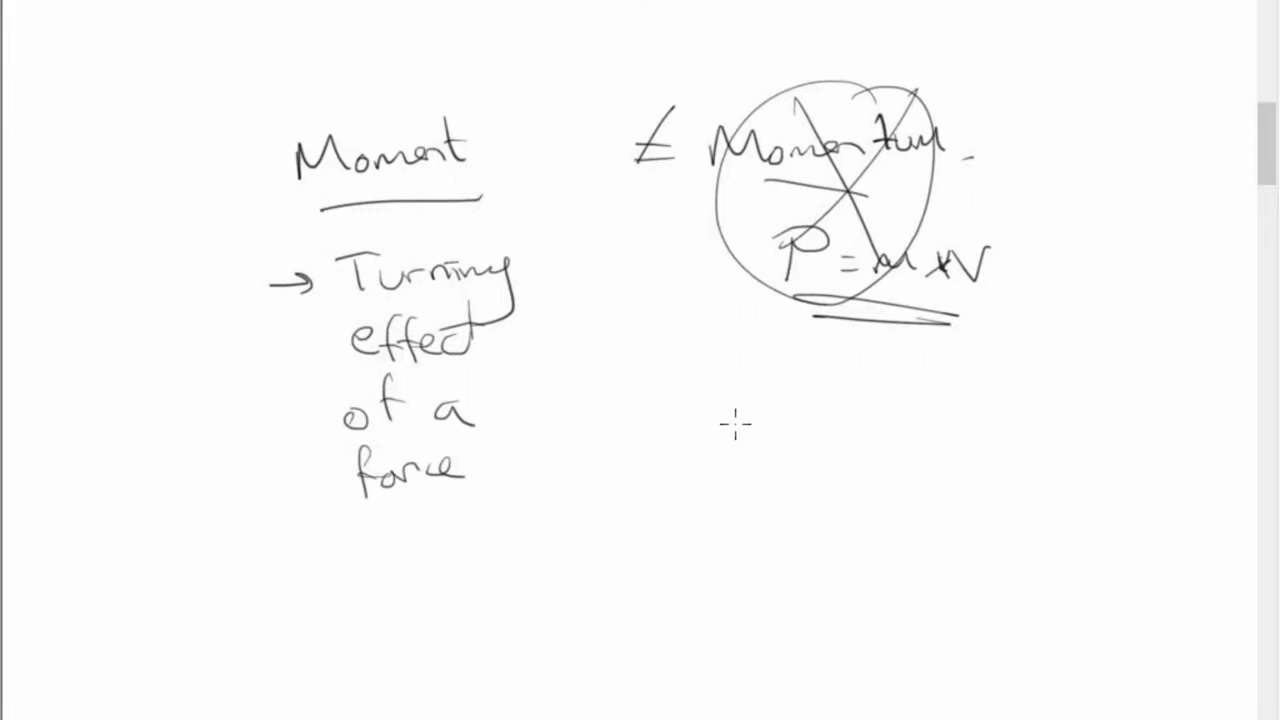 Moment ≠ Momentum.
P = m × V
→ Turning
effect
of a
force